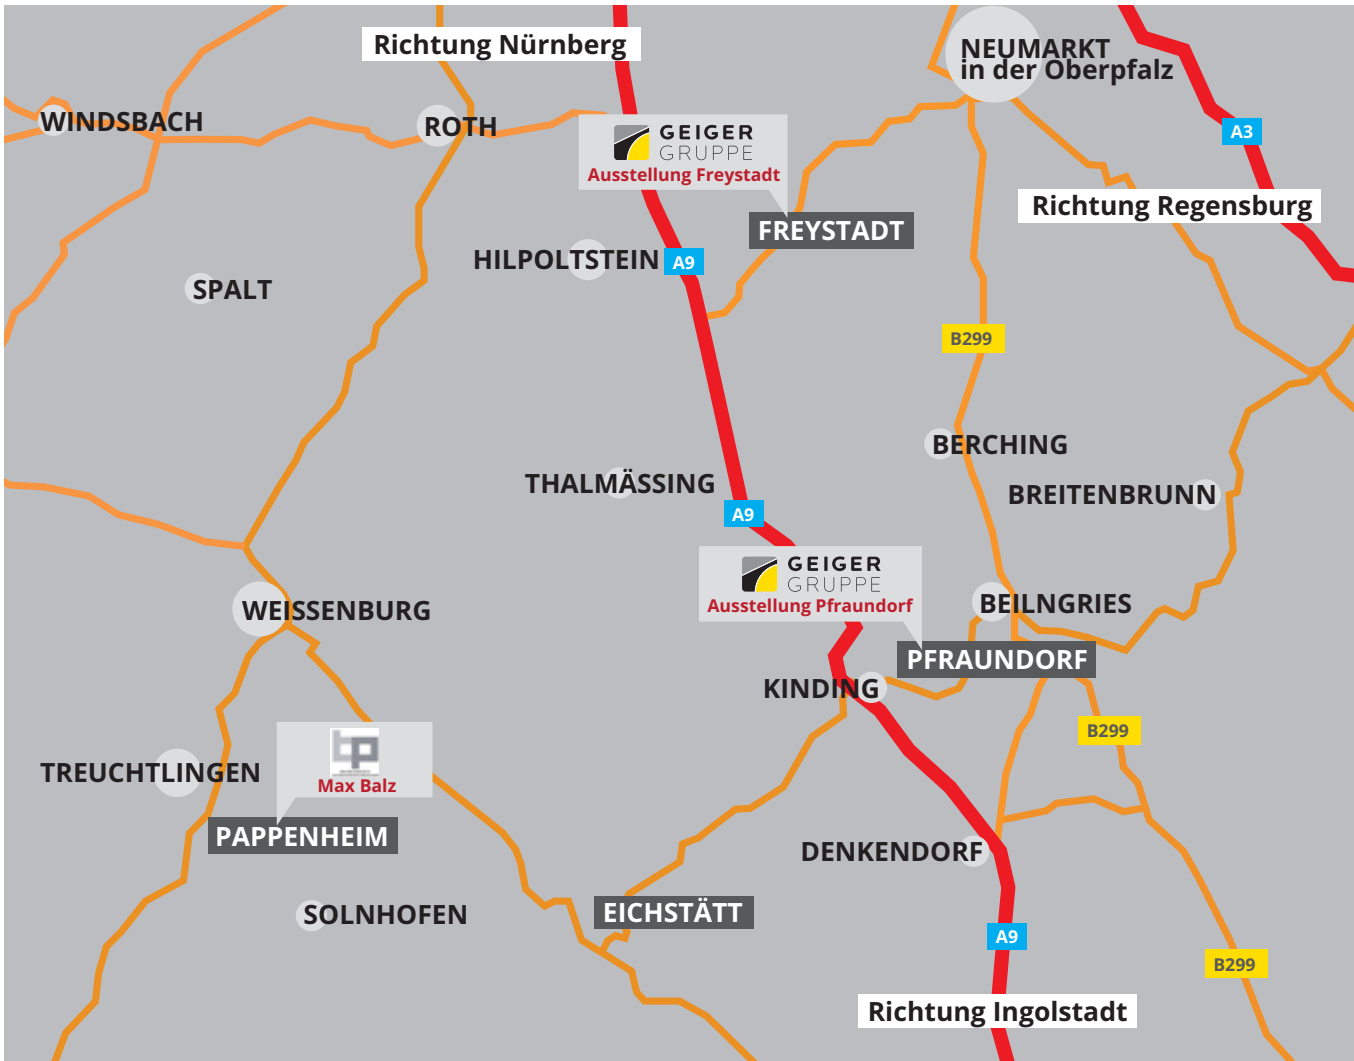 Richtung Nürnberg
NEUMARKT
in der Oberpfalz
WINDSBACH
ROTH
GEIGER
GRUPPE
Ausstellung Freystadt
A3
Richtung Regensburg
FREYSTADT
HILPOLTSTEIN
A9
SPALT
B299
BERCHING
THALMÄSSING
BREITENBRUNN
A9
GEIGER
GRUPPE
Ausstellung Pfraundorf
WEISSENBURG
BEILNGRIES
PFRAUNDORF
KINDING
B299
TREUCHTLINGEN
bp
Max Balz
PAPPENHEIM
DENKENDORF
SOLNHOFEN
EICHSTÄTT
A9
B299
Richtung Ingolstadt